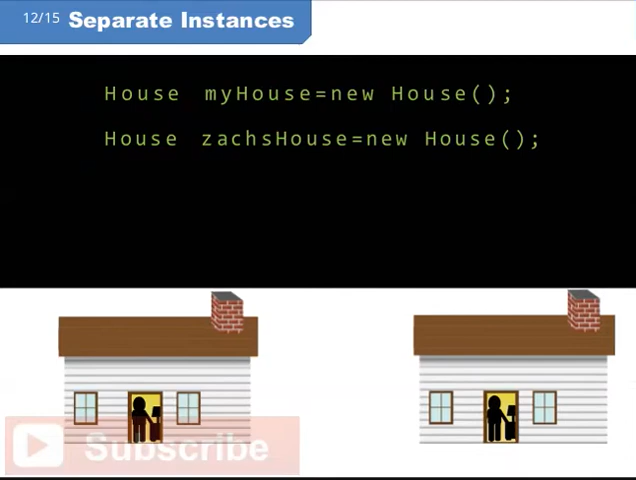 12/15 Separate Instances
House myHouse=new House();
House zachsHouse=new House();
Subscribe